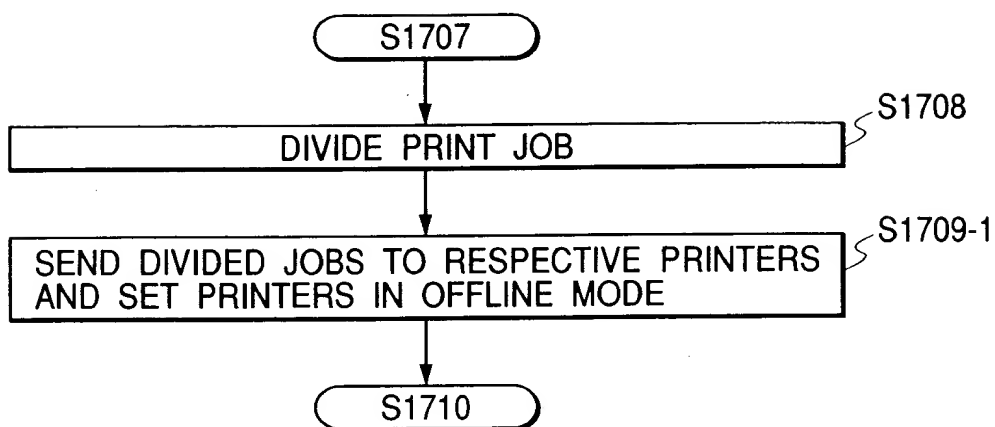 S1707
S1708
DIVIDE PRINT JOB
S1709-1
SEND DIVIDED JOBS TO RESPECTIVE PRINTERS
AND SET PRINTERS IN OFFLINE MODE
S1710